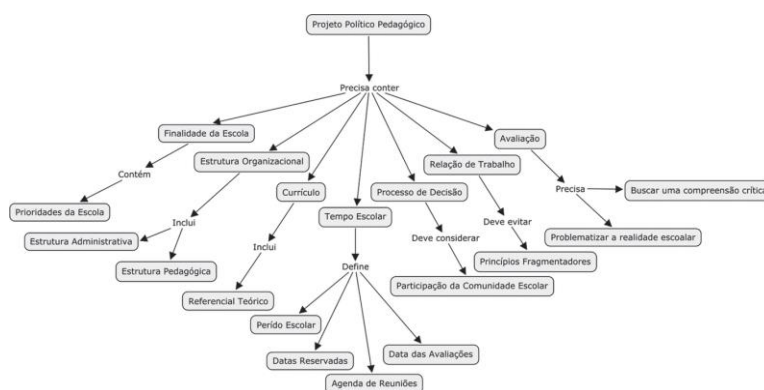 Projeto Político Pedagógico
Precisa conter
Finalidade da Escola
Avaliação
Estrutura Organizacional
Relação de Trabalho
Contém
Currículo
Processo de Decisão
Precisa
Buscar uma compreensão crítica
Prioridades da Escola
Inclui
Tempo Escolar
Deve evitar
Estrutura Administrativa
Deve considerar
Problematizar a realidade escoalar
Inclui
Estrutura Pedagógica
Define
Princípios Fragmentadores
Referencial Teórico
Participação da Comunidade Escolar
Perído Escolar
Datas Reservadas
Data das Avaliações
Agenda de Reuniões